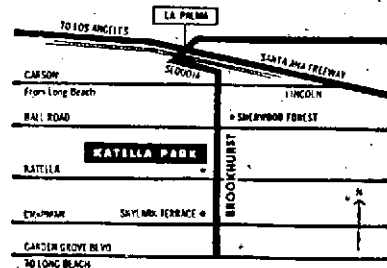 LA PALMA
TO LOS ANGELES
SANTA ANA FREEWAY
SEQUOIA
CARSON
from Long Beach
LINCOLN
BALL ROAD
* SHERWOOD FOREST
KATELLA PARK
BROOKHURST
KATELLA
N
CHAPMAN
SKYLARK TERRACE *
GARDEN GROVE BLVD
TO LONG BEACH